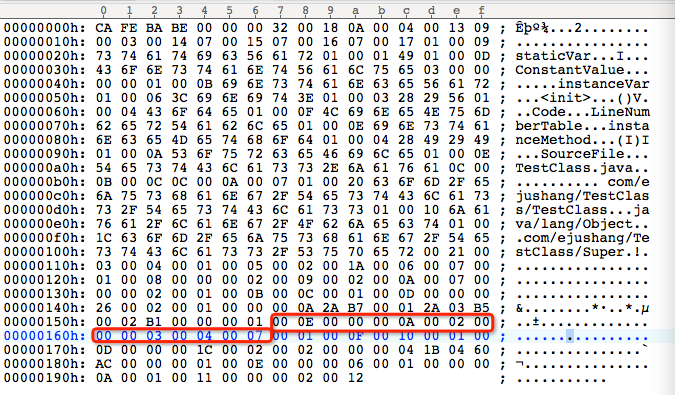 0 1 2 3 4 5 6 7 8 9 a b c d e f
00000000h: CA FE BA BE 00 00 00 32 00 18 0A 00 04 00 13 09 ; Êþº¾...2........
00000010h: 00 03 00 14 07 00 15 07 00 16 07 00 17 01 00 09 ; ................
00000020h: 73 74 61 74 69 63 56 61 72 01 00 01 49 01 00 0D ; staticVar...I...
00000030h: 43 6F 6E 73 74 61 6E 74 56 61 6C 75 65 03 00 00 ; ConstantValue...
00000040h: 00 00 01 00 0B 69 6E 73 74 61 6E 63 65 56 61 72 ; .....instanceVar
00000050h: 01 00 06 3C 69 6E 69 74 3E 01 00 03 28 29 56 01 ; ...<init>...()V.
00000060h: 00 04 43 6F 64 65 01 00 0F 4C 69 6E 65 4E 75 6D ; ..Code...LineNum
00000070h: 62 65 72 54 61 62 6C 65 01 00 0E 69 6E 73 74 61 ; berTable...insta
00000080h: 6E 63 65 4D 65 74 68 6F 64 01 00 04 28 49 29 49 ; nceMethod...(I)I
00000090h: 01 00 0A 53 6F 75 72 63 65 46 69 6C 65 01 00 0E ; ...SourceFile...
000000a0h: 54 65 73 74 43 6C 61 73 73 2E 6A 61 76 61 0C 00 ; TestClass.java..
000000b0h: 0B 00 0C 0C 00 0A 00 07 01 00 20 63 6F 6D 2F 65 ; .......... com/e
000000c0h: 6A 75 73 68 61 6E 67 2F 54 65 73 74 43 6C 61 73 ; jushang/TestClas
000000d0h: 73 2F 54 65 73 74 43 6C 61 73 73 01 00 10 6A 61 ; s/TestClass...ja
000000e0h: 76 61 2F 6C 61 6E 67 2F 4F 62 6A 65 63 74 01 00 ; va/lang/Object..
000000f0h: 1C 63 6F 6D 2F 65 6A 75 73 68 61 6E 67 2F 54 65 ; .com/ejushang/Te
00000100h: 73 74 43 6C 61 73 73 2F 53 75 70 65 72 00 21 00 ; stClass/Super.!.
00000110h: 03 00 04 00 01 00 05 00 02 00 1A 00 06 00 07 00 ; ................
00000120h: 01 00 08 00 00 00 02 00 09 00 02 00 0A 00 07 00 ; ................
00000130h: 00 00 02 00 01 00 0B 00 0C 00 01 00 0D 00 00 00 ; ................
00000140h: 26 00 02 00 01 00 00 00 0A 2A B7 00 01 2A 03 B5 ; &........*·..*.µ
00000150h: 00 02 B1 00 00 00 01 00 0E 00 00 00 0A 00 02 00 ; ..±.............
00000160h: 00 00 03 00 04 00 07 00 01 00 0F 00 10 00 01 00 ; ................
00000170h: 0D 00 00 00 1C 00 02 00 02 00 00 00 04 1B 04 60 ; ...............`
00000180h: AC 00 00 00 01 00 0E 00 00 00 06 00 01 00 00 00 ; ¬...............
00000190h: 0A 00 01 00 11 00 00 00 02 00 12 ; ...........